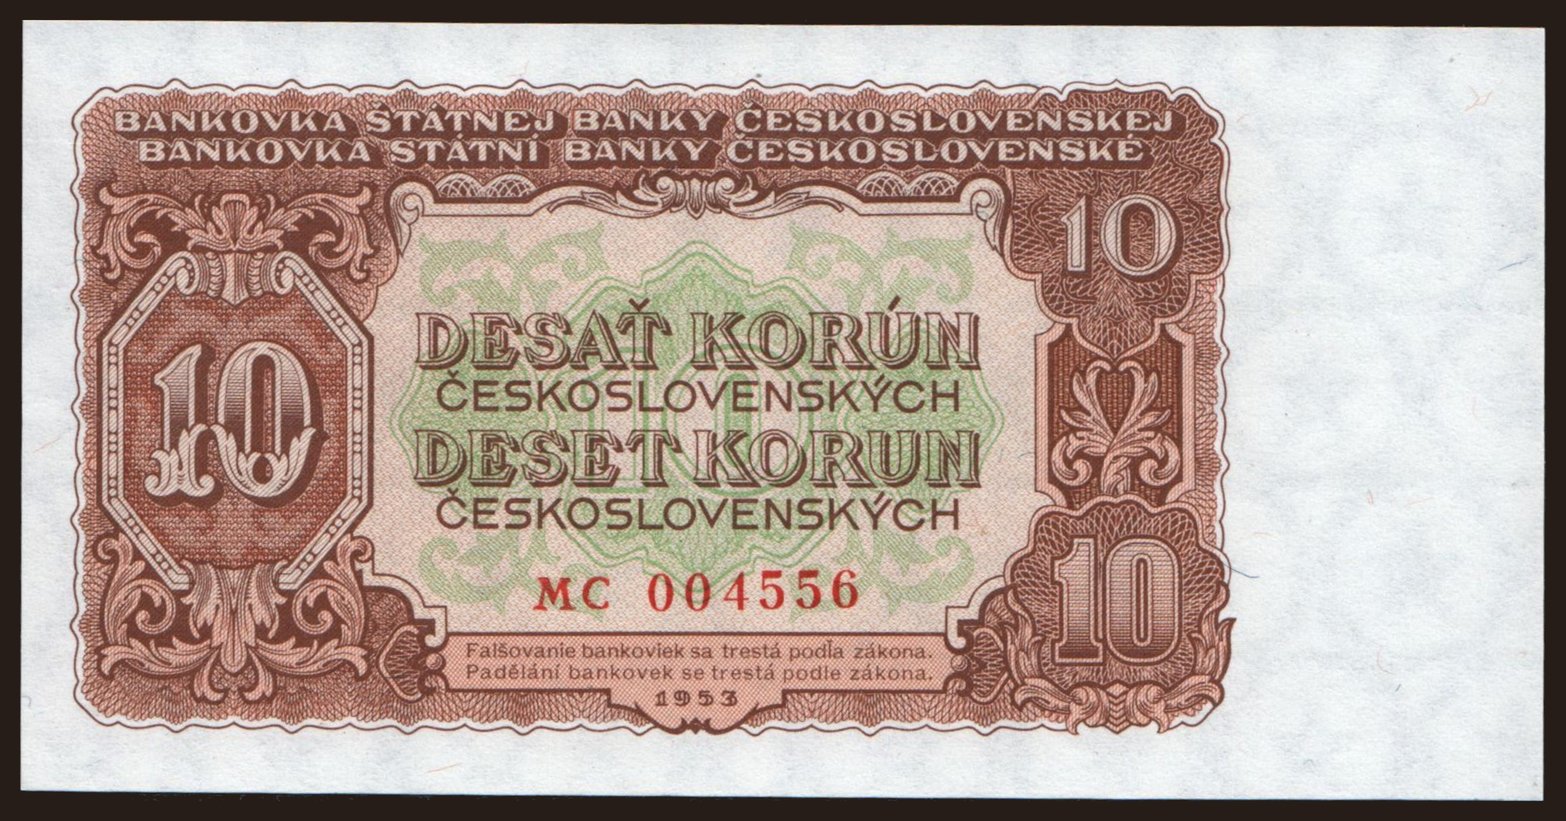 BANKOVKA ŠTÁTNEJ BANKY ČESKOSLOVENSKEJ
BANKOVKA STÁTNÍ BANKY ČESKOSLOVENSKÉ
10
10
DESAŤ KORÚN
ČESKOSLOVENSKÝCH
DESET KORUN
ČESKOSLOVENSKÝCH
10
MC 004556
Falšovanie bankoviek sa trestá podľa zákona.
Padělání bankovek se trestá podle zákona.
1953